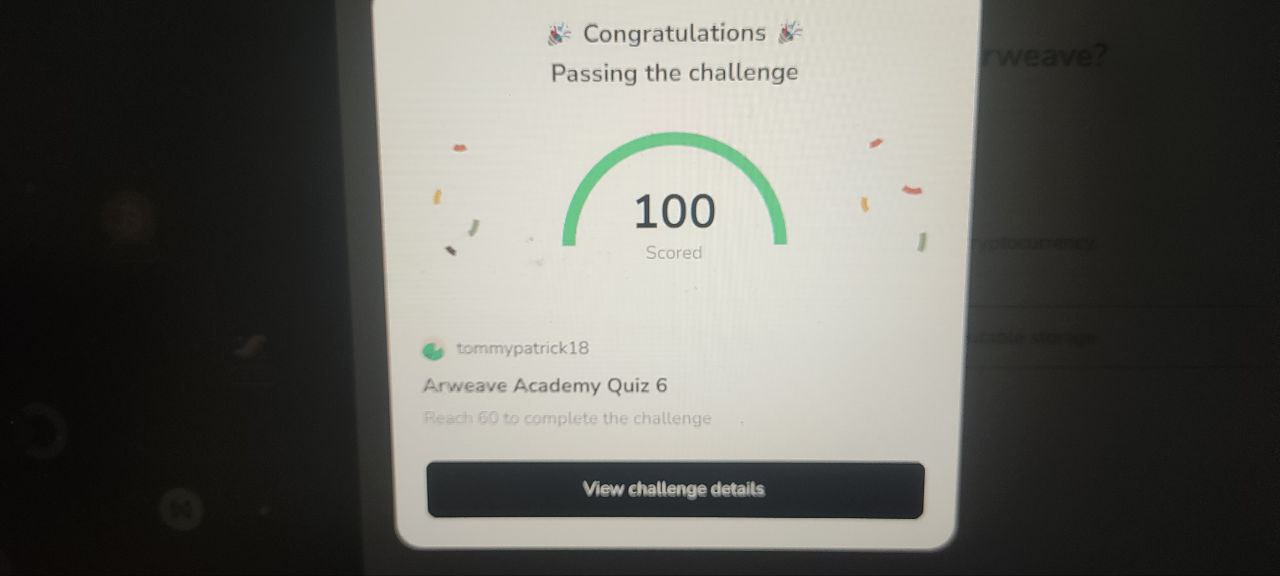 🎉 Congratulations 🎉
Passing the challenge
rweave?
100
Scored
yptocurrency
storage
tommypatrick18
Arweave Academy Quiz 6
Reach 60 to complete the challenge
View challenge details